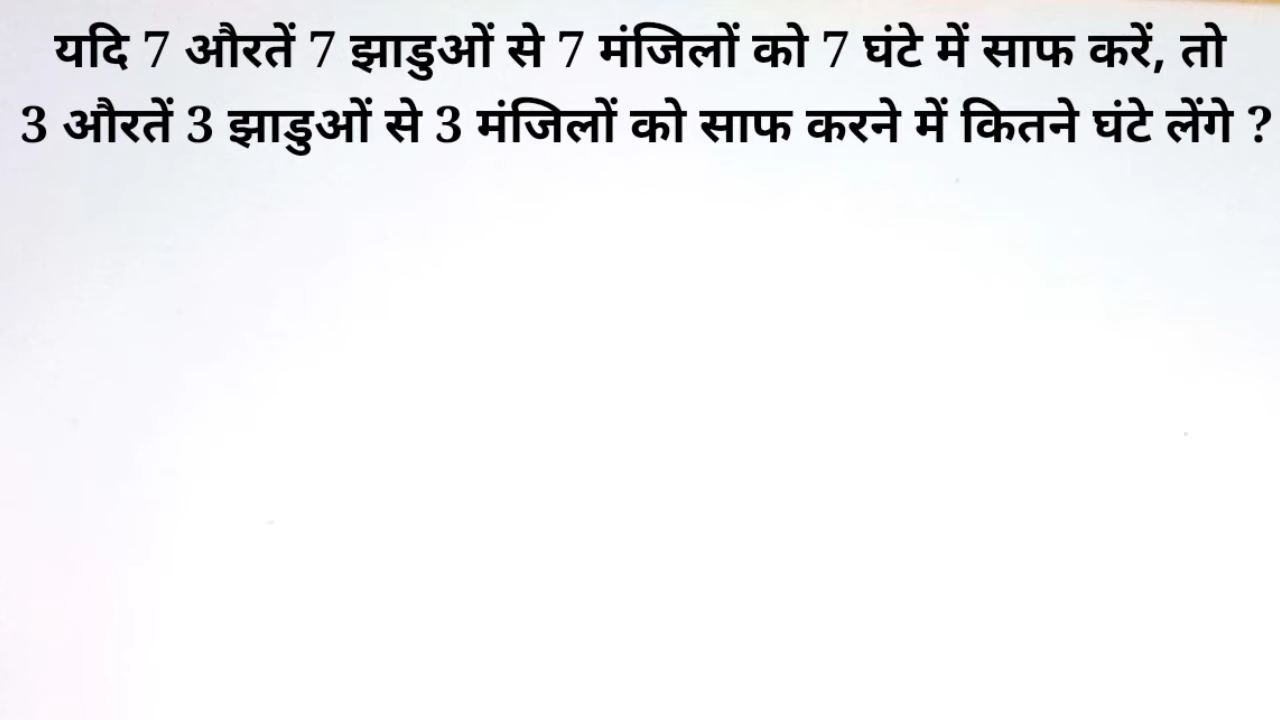 यदि 7 औरतें 7 झाडुओं से 7 मंजिलों को 7 घंटे में साफ करें, तो
3 औरतें 3 झाडुओं से 3 मंजिलों को साफ करने में कितने घंटे लेंगे ?